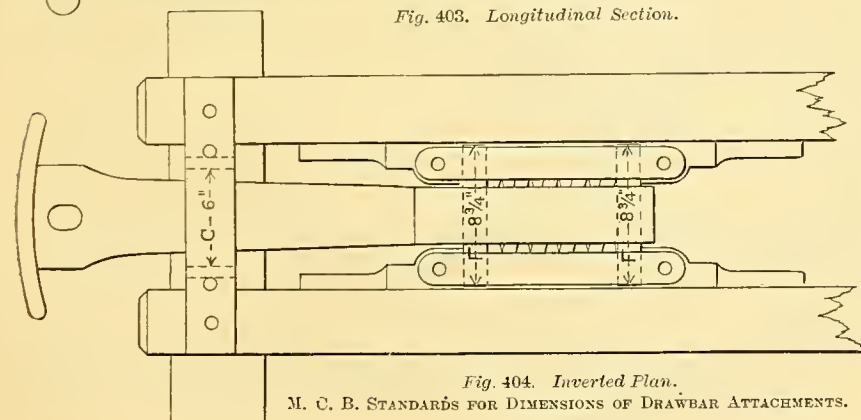 Fig. 403. Longitudinal Section.
C-6"
F-8¾"
F-8¾"
Fig. 404. Inverted Plan.
M. C. B. STANDARDS FOR DIMENSIONS OF DRAWBAR ATTACHMENTS.